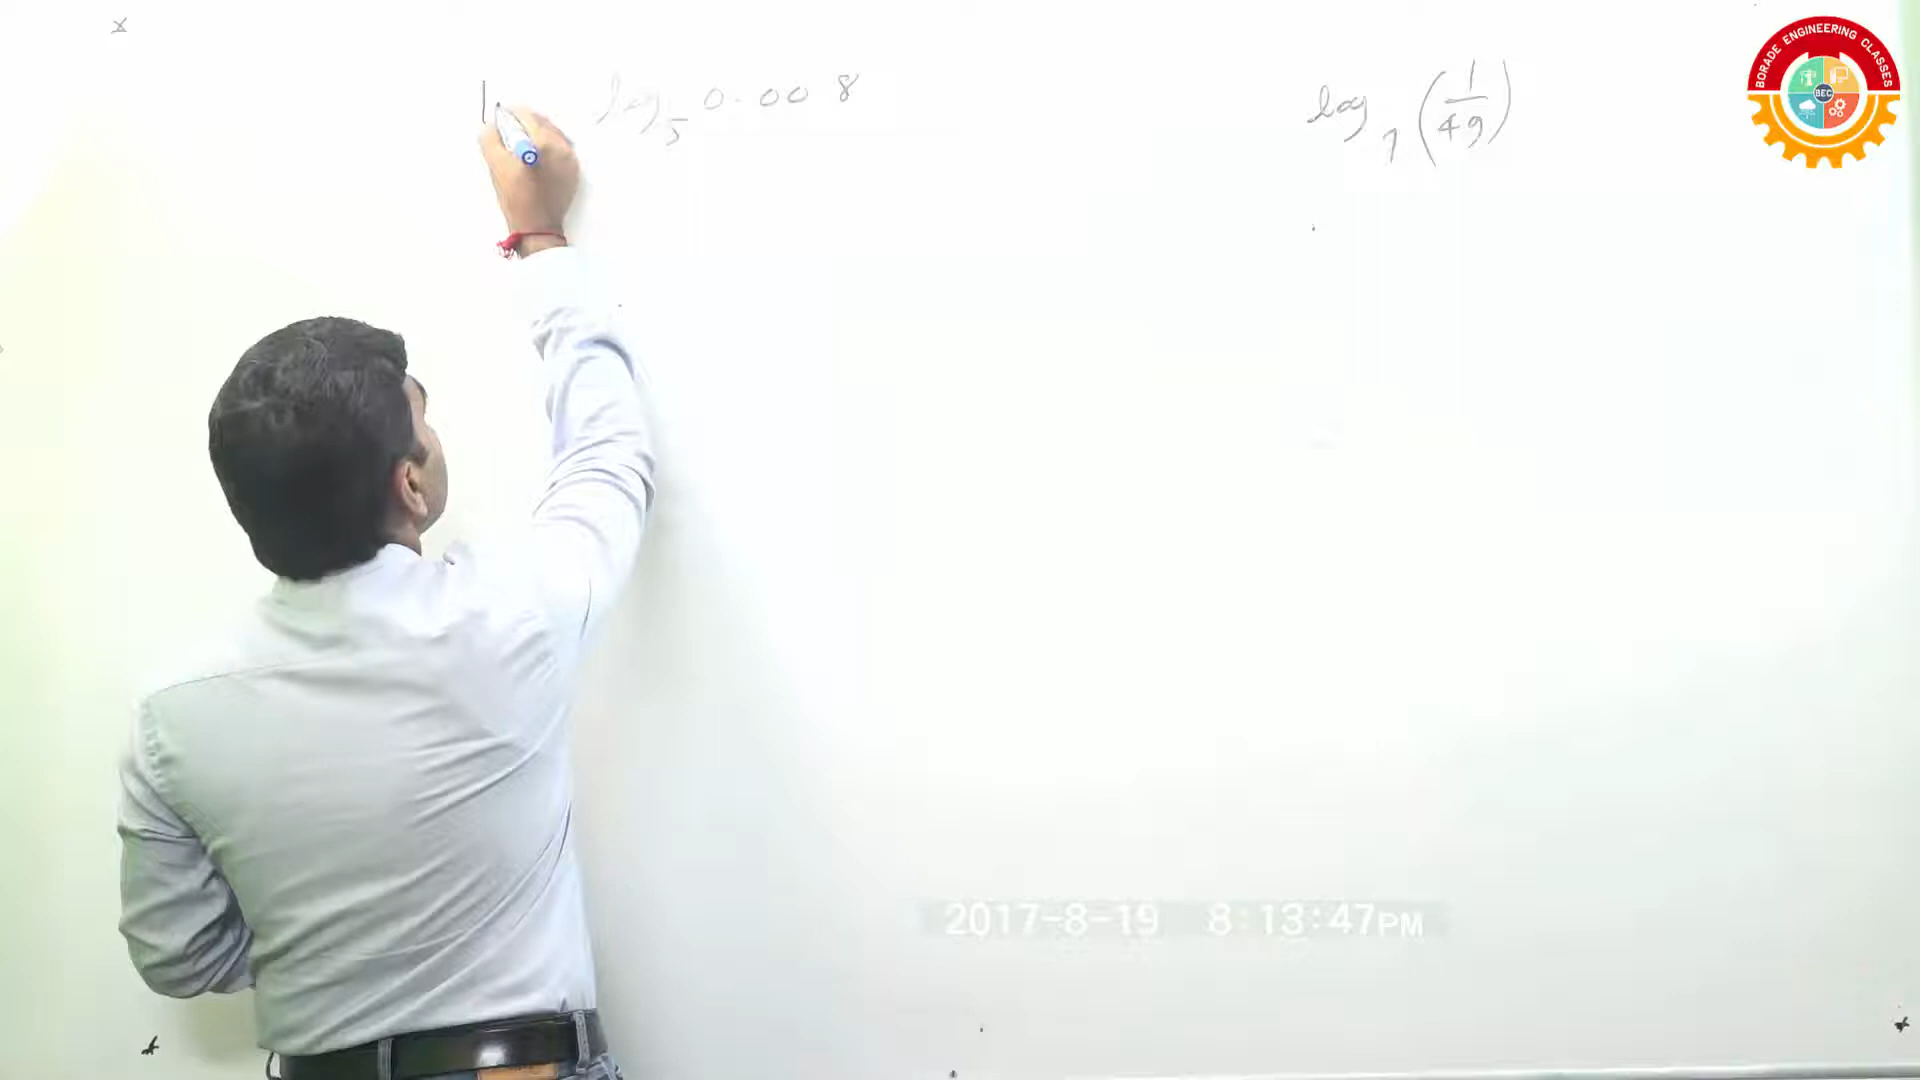 log₅ 0.008
log₇ (1/49)
BORADE ENGINEERING CLASSES
BEC
2017-8-19 8:13:47PM